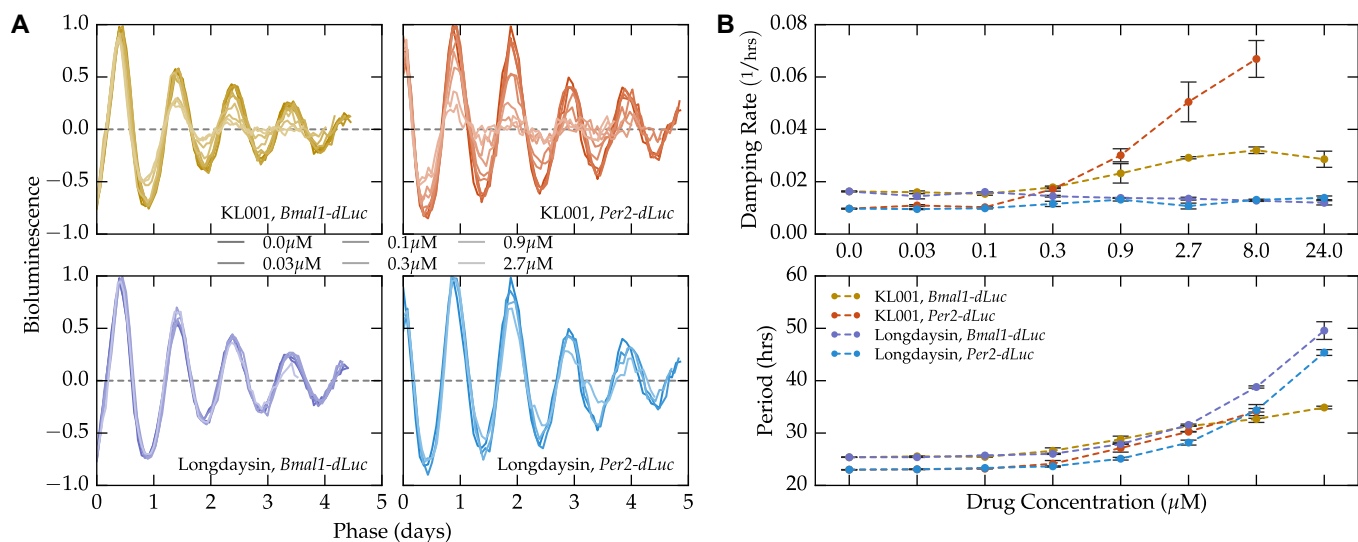 A
B
Bioluminescence
1.0
0.5
0.0
−0.5
−1.0
KL001, Bmal1-dLuc
KL001, Per2-dLuc
0.0μM
0.1μM
0.9μM
0.03μM
0.3μM
2.7μM
1.0
0.5
0.0
−0.5
−1.0
Longdaysin, Bmal1-dLuc
Longdaysin, Per2-dLuc
0 1 2 3 4 5
0 1 2 3 4 5
Phase (days)
Damping Rate (1/hrs)
0.08
0.06
0.04
0.02
0.00
0.0 0.03 0.1 0.3 0.9 2.7 8.0 24.0
Period (hrs)
60
50
40
30
20
KL001, Bmal1-dLuc
KL001, Per2-dLuc
Longdaysin, Bmal1-dLuc
Longdaysin, Per2-dLuc
Drug Concentration (μM)